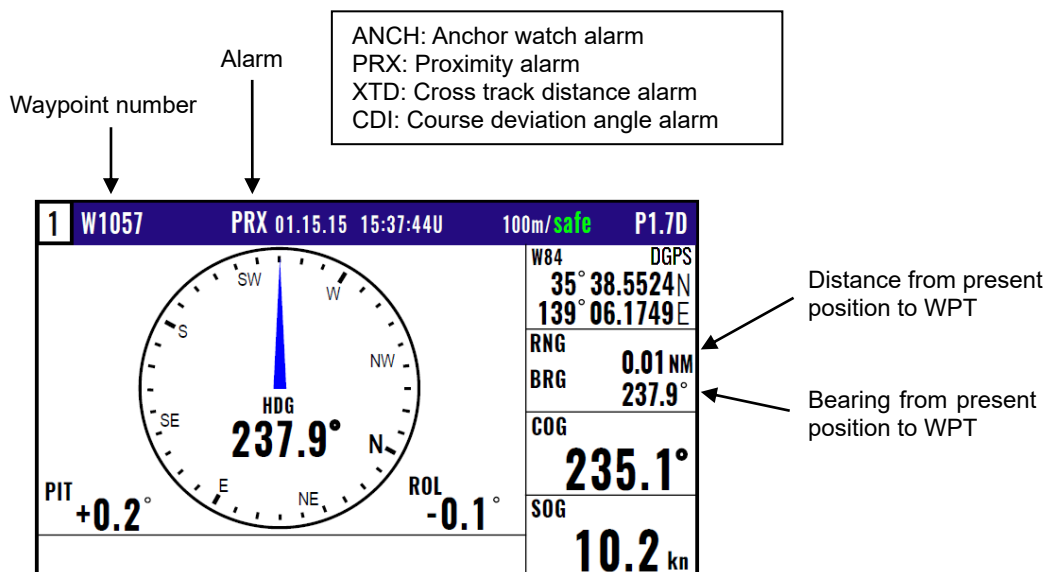 ANCH: Anchor watch alarm
PRX: Proximity alarm
XTD: Cross track distance alarm
CDI: Course deviation angle alarm
Alarm
Waypoint number
1 W1057 PRX 01.15.15 15:37:44U 100m/safe P1.7D
W84 DGPS
35° 38.5524N
139° 06.1749E
RNG 0.01 NM
BRG 237.9°
COG
235.1°
SOG
10.2 kn
SW
W
S
NW
SE
N
E
NE
HDG
237.9°
PIT
+0.2°
ROL
-0.1°
Distance from present
position to WPT
Bearing from present
position to WPT